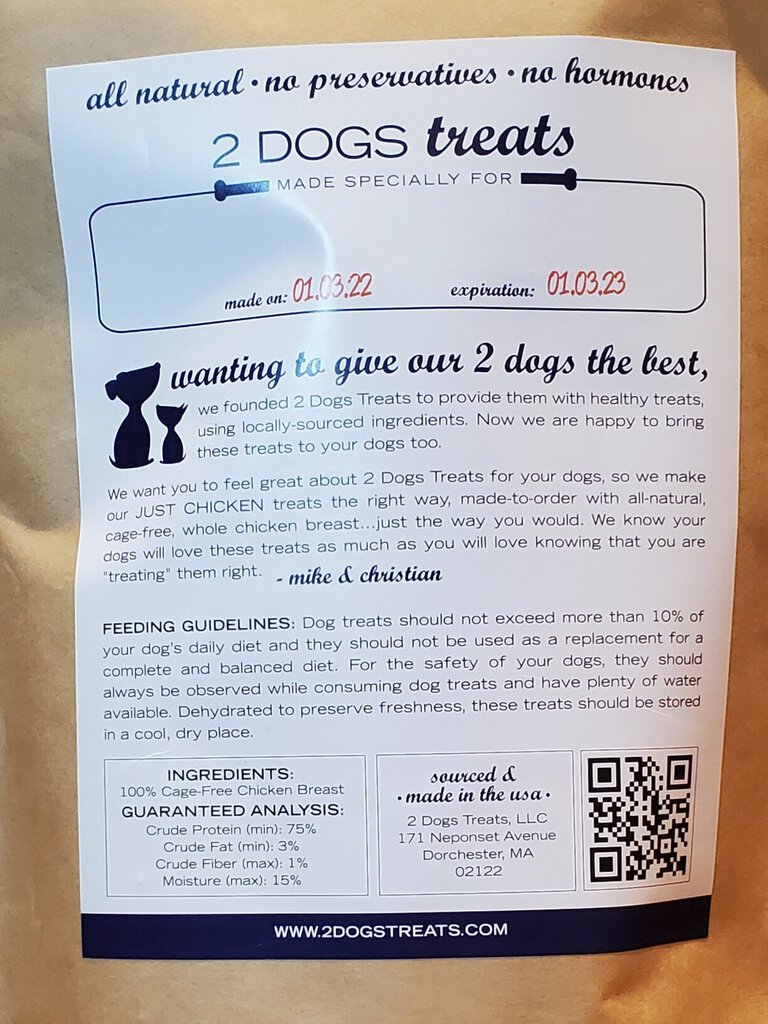 all natural • no preservatives • no hormones
2 DOGS treats
MADE SPECIALLY FOR
made on: 01.03.22 expiration: 01.03.23
wanting to give our 2 dogs the best,
we founded 2 Dogs Treats to provide them with healthy treats,
using locally-sourced ingredients. Now we are happy to bring
these treats to your dogs too.
We want you to feel great about 2 Dogs Treats for your dogs, so we make
our JUST CHICKEN treats the right way, made-to-order with all-natural,
cage-free, whole chicken breast...just the way you would. We know your
dogs will love these treats as much as you will love knowing that you are
"treating" them right. - mike & christian
FEEDING GUIDELINES: Dog treats should not exceed more than 10% of
your dog's daily diet and they should not be used as a replacement for a
complete and balanced diet. For the safety of your dogs, they should
always be observed while consuming dog treats and have plenty of water
available. Dehydrated to preserve freshness, these treats should be stored
in a cool, dry place.
INGREDIENTS:
100% Cage-Free Chicken Breast
GUARANTEED ANALYSIS:
Crude Protein (min): 75%
Crude Fat (min): 3%
Crude Fiber (max): 1%
Moisture (max): 15%
sourced &
• made in the usa •
2 Dogs Treats, LLC
171 Neponset Avenue
Dorchester, MA
02122
WWW.2DOGSTREATS.COM